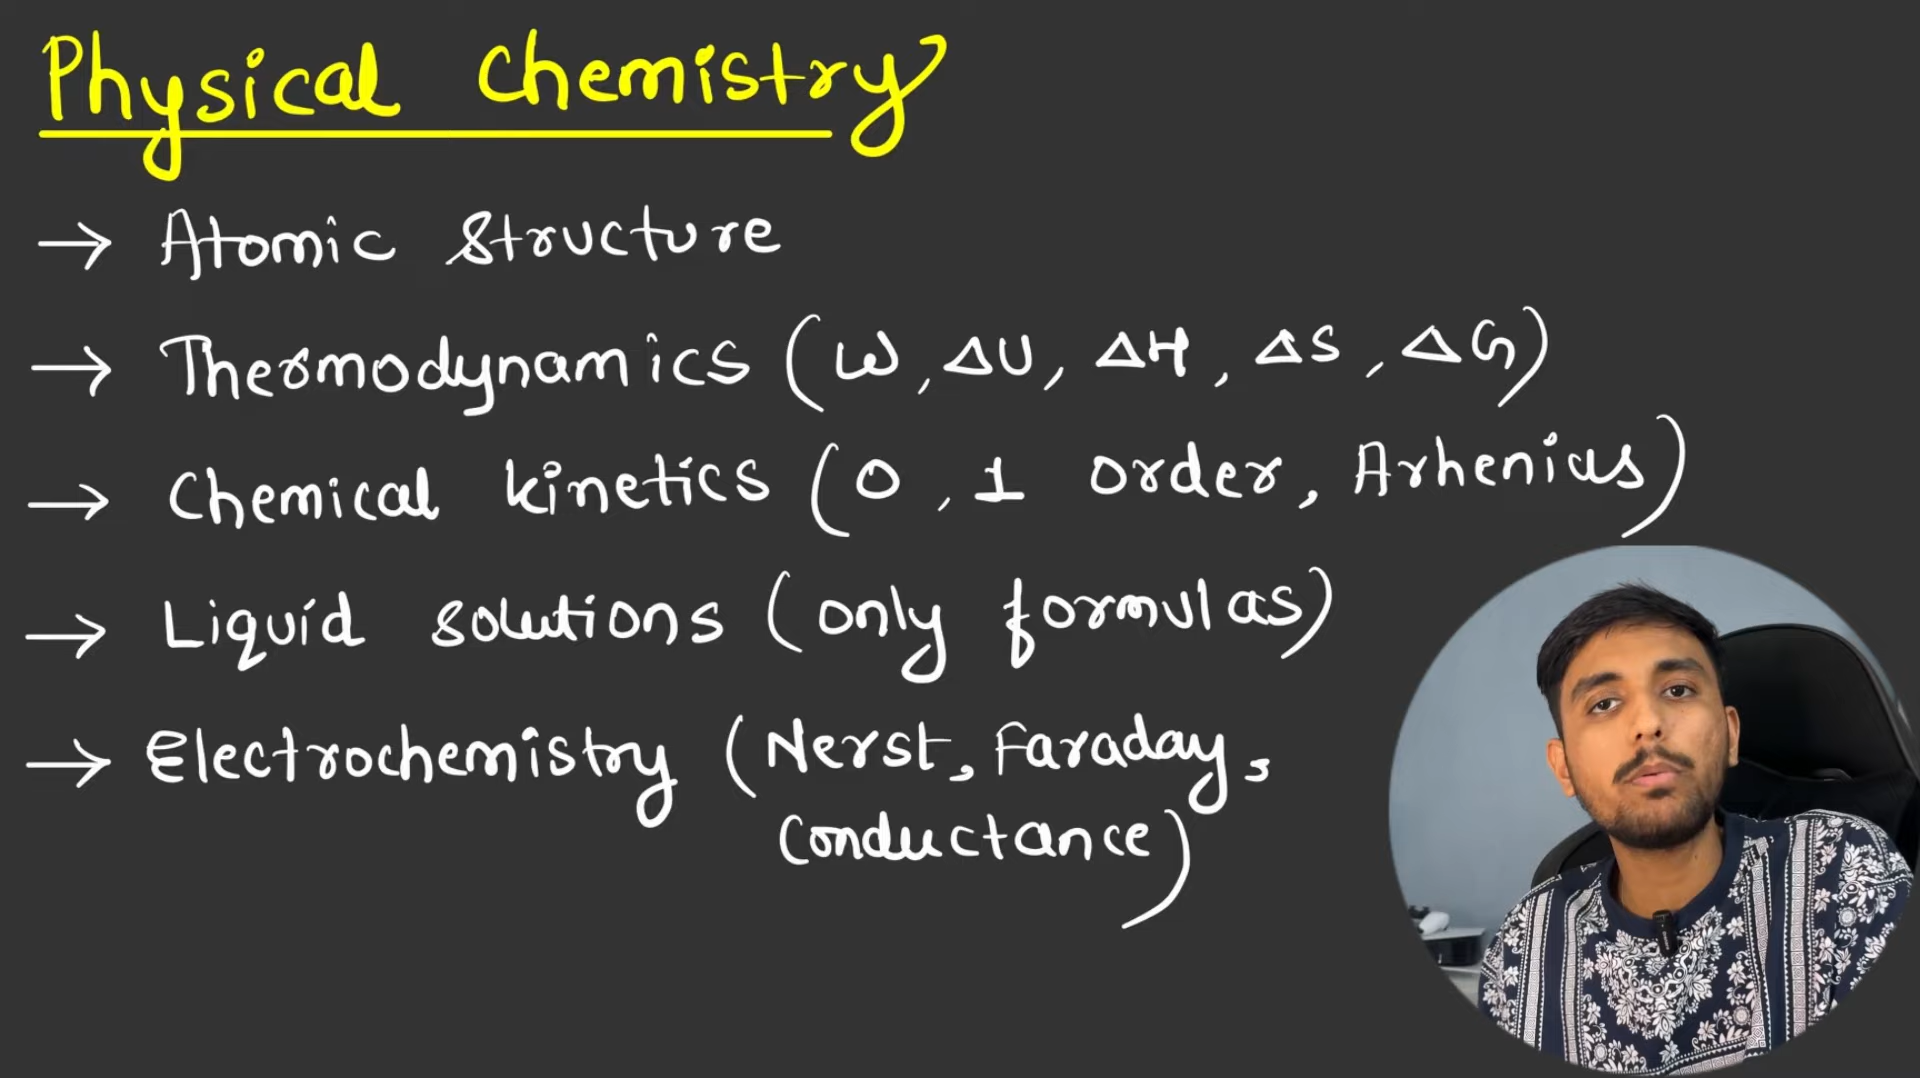 Physical Chemistry
→ Atomic Structure
→ Thermodynamics (W, ΔU, ΔH, ΔS, ΔG)
→ Chemical kinetics (0, 1 order, Arhenius)
→ Liquid solutions (only formulas)
→ Electrochemistry (Nerst, Faraday,
Conductance)